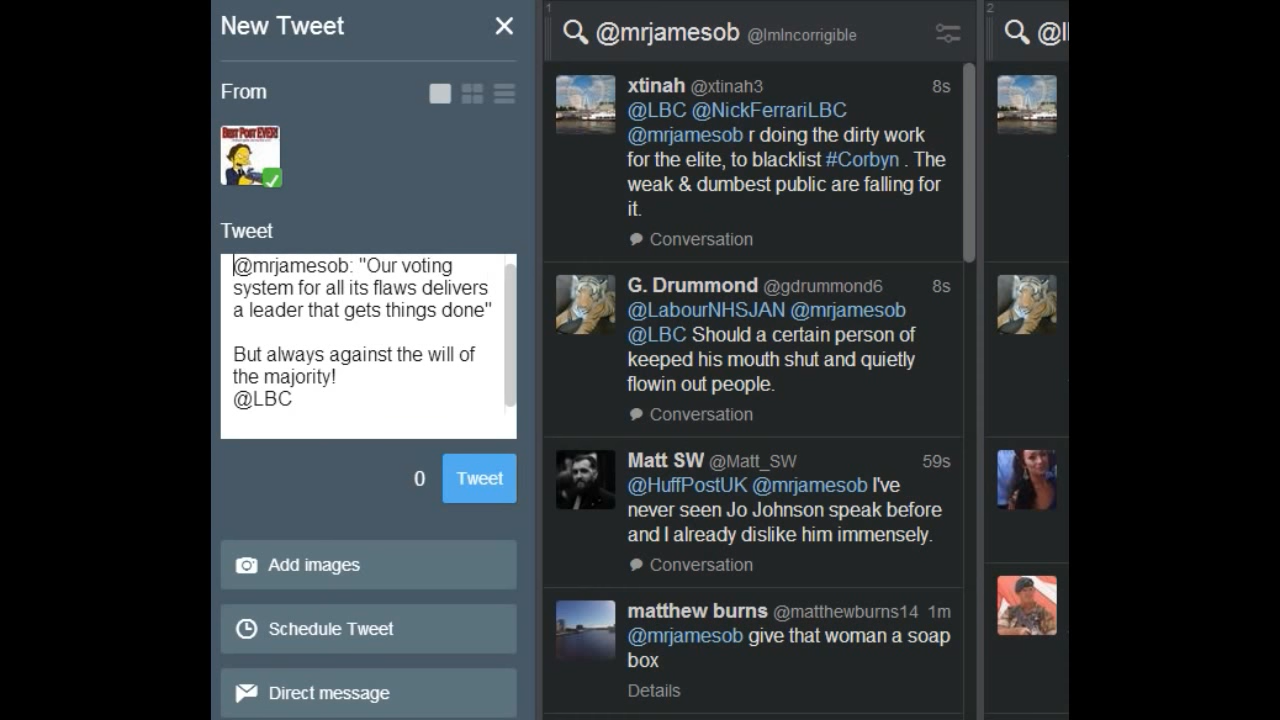 New Tweet
From
BEST POST EVER!
Tweet
@mrjamesob: "Our voting
system for all its flaws delivers
a leader that gets things done"
But always against the will of
the majority!
@LBC
0
Tweet
Add images
Schedule Tweet
Direct message
1
@mrjamesob @ImIncorrigible
xtinah @xtinah3 8s
@LBC @NickFerrariLBC
@mrjamesob r doing the dirty work
for the elite, to blacklist #Corbyn . The
weak & dumbest public are falling for
it.
Conversation
G. Drummond @gdrummond6 8s
@LabourNHSJAN @mrjamesob
@LBC Should a certain person of
keeped his mouth shut and quietly
flowin out people.
Conversation
Matt SW @Matt_SW 59s
@HuffPostUK @mrjamesob I've
never seen Jo Johnson speak before
and I already dislike him immensely.
Conversation
matthew burns @matthewburns14 1m
@mrjamesob give that woman a soap
box
Details
2